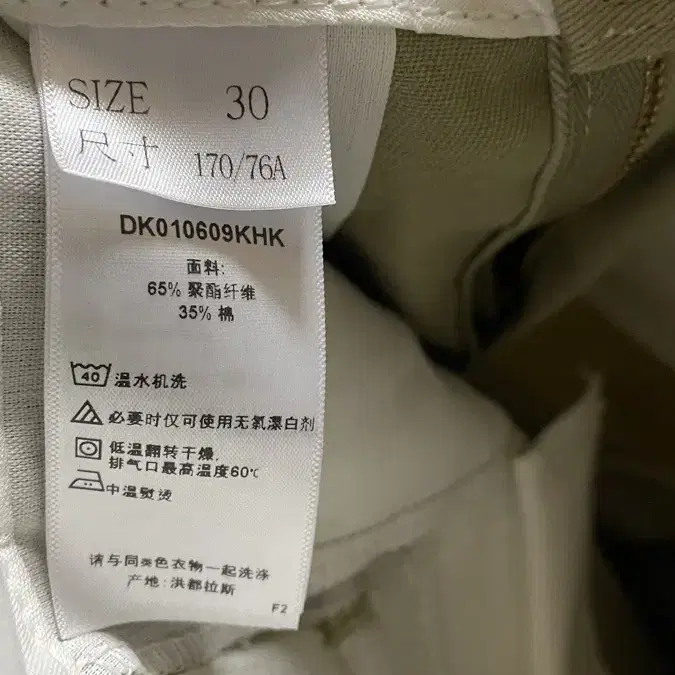 SIZE 30
尺寸 170/76A
DK010609KHK
面料:
65% 聚酯纤维
35% 棉
40 温水机洗
必要时仅可使用无氯漂白剂
低温翻转干燥,
排气口最高温度60℃
中温熨烫
请与同类色衣物一起洗涤
产地: 洪都拉斯
F2